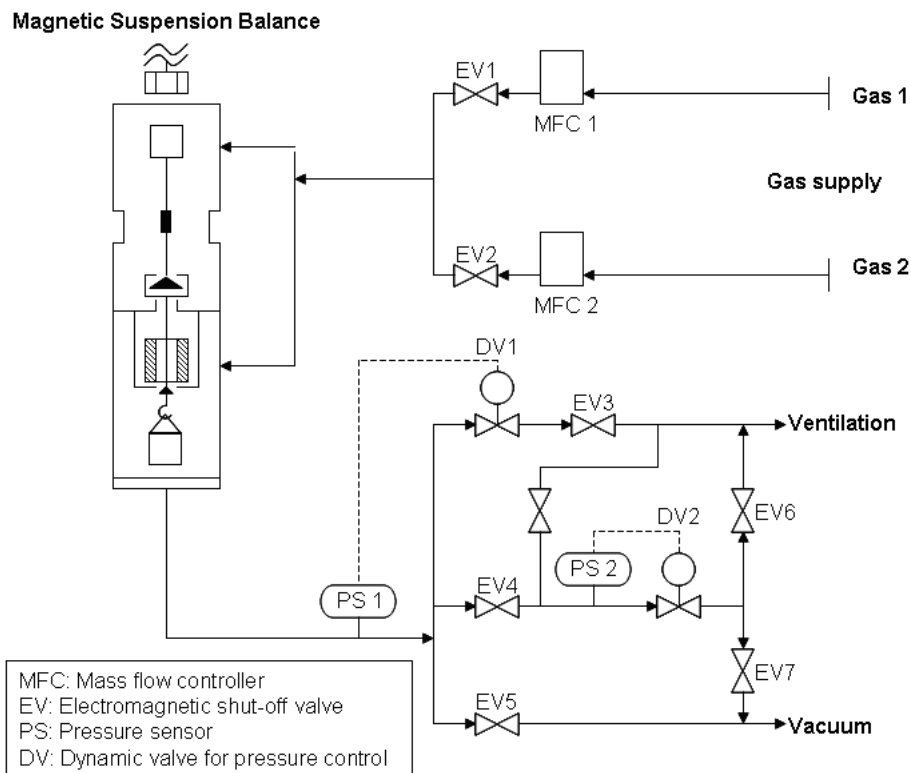 Magnetic Suspension Balance
EV1
MFC 1
Gas 1
Gas supply
EV2
MFC 2
Gas 2
DV1
EV3
Ventilation
DV2
EV6
PS 2
EV4
PS 1
EV7
EV5
Vacuum
MFC: Mass flow controller
EV: Electromagnetic shut-off valve
PS: Pressure sensor
DV: Dynamic valve for pressure control